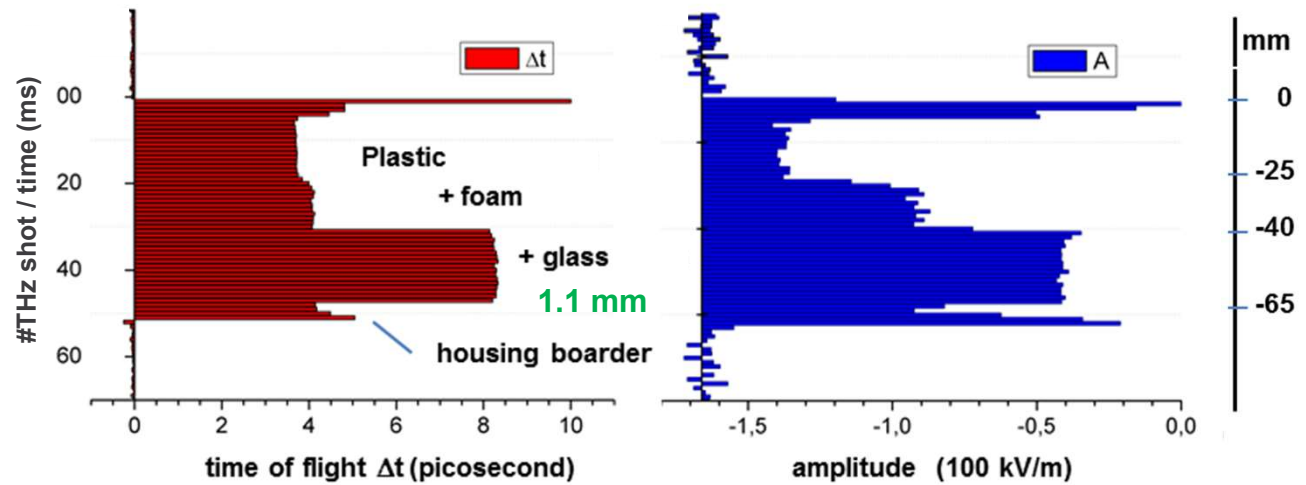 #THz shot / time (ms)
00
20
40
60
Δt
Plastic
+ foam
+ glass
1.1 mm
housing boarder
0
2
4
6
8
10
time of flight Δt (picosecond)
A
-1,5
-1,0
-0,5
0,0
amplitude (100 kV/m)
mm
0
-25
-40
-65